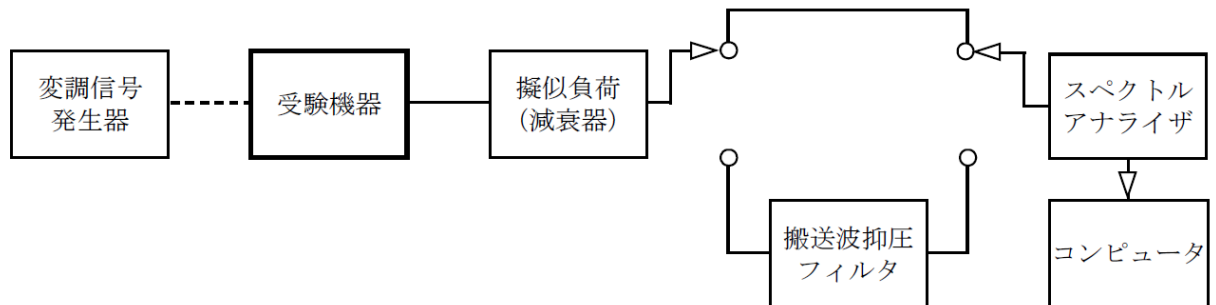 変調信号
発生器
受験機器
擬似負荷
(減衰器)
スペクトル
アナライザ
搬送波抑圧
フィルタ
コンピュータ